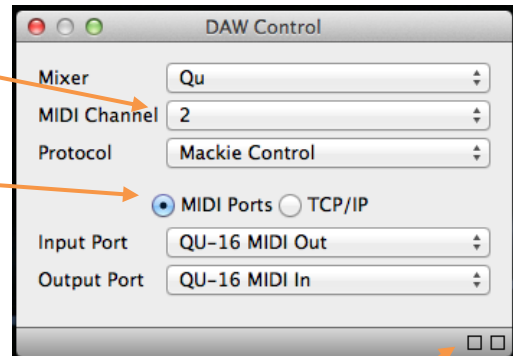 DAW Control
Mixer Qu
MIDI Channel 2
Protocol Mackie Control
MIDI Ports TCP/IP
Input Port QU-16 MIDI Out
Output Port QU-16 MIDI In